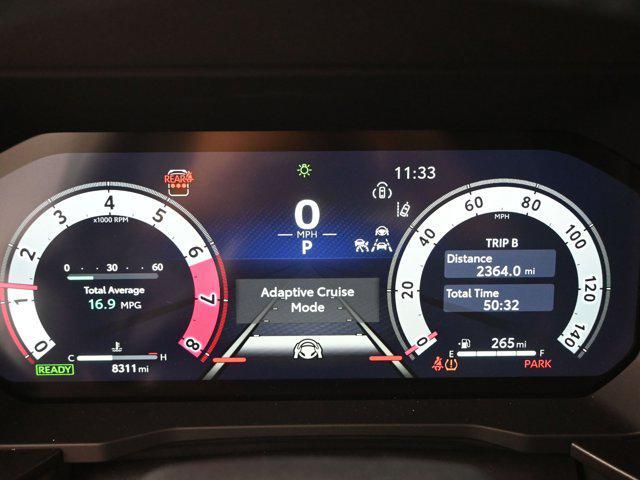 REAR
11:33
0
MPH
P
0
1
2
3
4
5
6
7
8
x1000 RPM
0 30 60
Total Average
16.9 MPG
C H
READY
8311 mi
Adaptive Cruise
Mode
0
20
40
60
80
100
120
140
MPH
TRIP B
Distance
2364.0 mi
Total Time
50:32
265 mi
E F
PARK